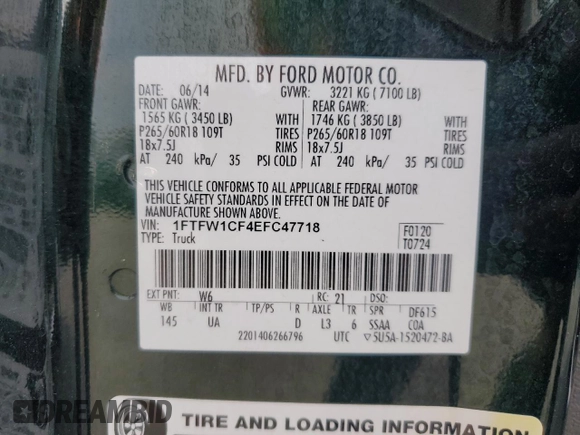 MFD. BY FORD MOTOR CO.
DATE: 06/14 GVWR: 3221 KG ( 7100 LB)
FRONT GAWR: REAR GAWR:
1565 KG ( 3450 LB) WITH 1746 KG ( 3850 LB) WITH
P265/60R18 109T TIRES P265/60R18 109T TIRES
18x7.5J RIMS 18x7.5J RIMS
AT 240 kPa/ 35 PSI COLD AT 240 kPa/ 35 PSI COLD
THIS VEHICLE CONFORMS TO ALL APPLICABLE FEDERAL MOTOR
VEHICLE SAFETY STANDARDS IN EFFECT ON THE DATE OF
MANUFACTURE SHOWN ABOVE.
VIN: 1FTFW1CF4EFC47718 F0120
TYPE: Truck T0724
EXT PNT: W6 RC: 21 DSO:
WB INT TR TP/PS R AXLE TR SPR DF615
145 UA D L3 6 SSAA COA
2201406266796 UTC ▽5U5A-1520472-BA
TIRE AND LOADING INFORMATION
DREAMBID